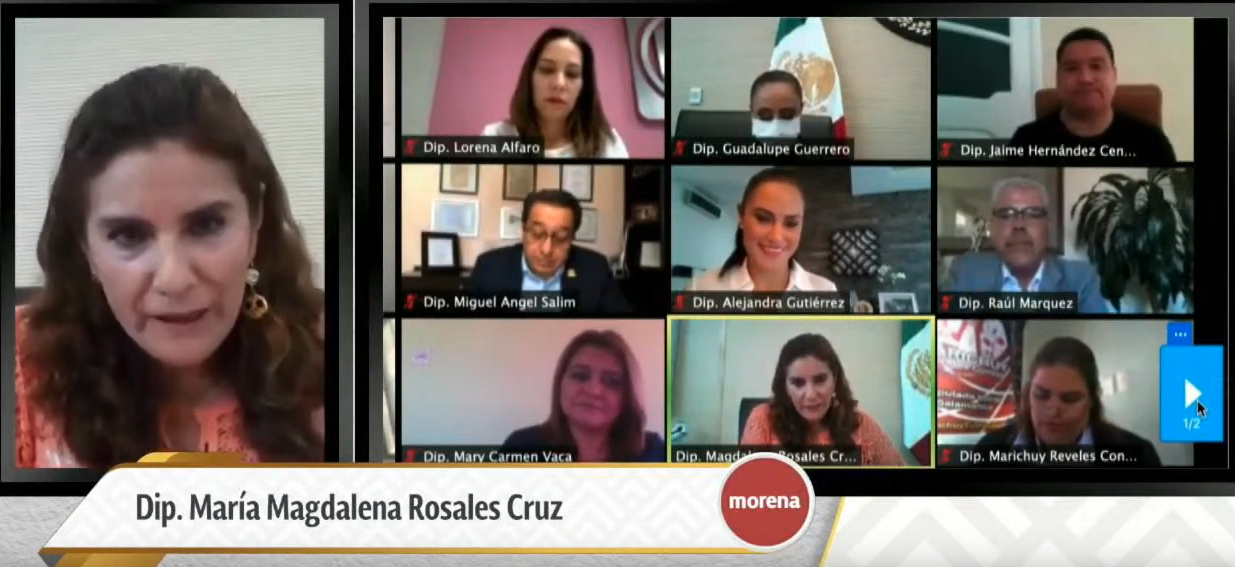 Dip. Lorena Alfaro
Dip. Guadalupe Guerrero
Dip. Jaime Hernández Cen...
Dip. Miguel Angel Salim
Dip. Alejandra Gutiérrez
Dip. Raúl Marquez
Dip. Mary Carmen Vaca
Rosales Cr...
Dip. Marichuy Reveles Con...
1/2
Dip. María Magdalena Rosales Cruz
morena